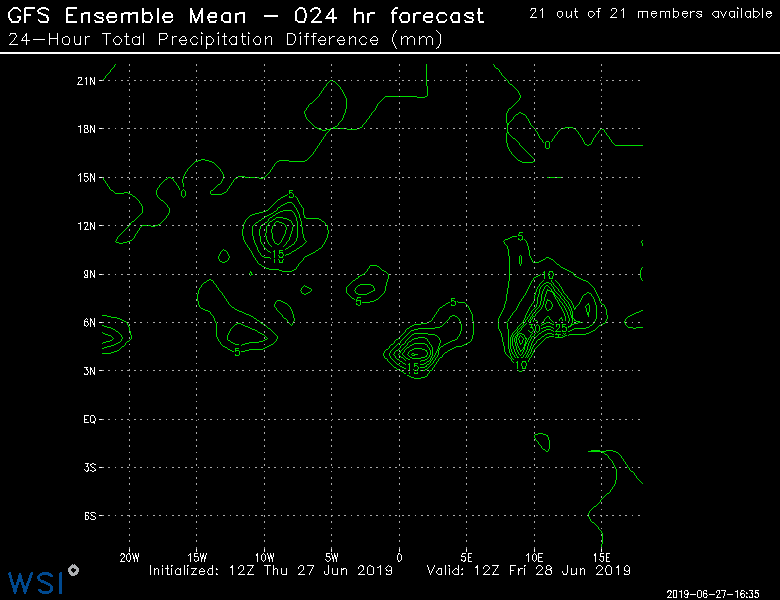 GFS Ensemble Mean – 024 hr forecast
21 out of 21 members available
24–Hour Total Precipitation Difference (mm)
21N
18N
0
15N
0
5
12N
5
15
9N
10
5
5
6N
30
25
5
15
10
3N
EQ
3S
6S
20W
15W
10W
5W
0
5E
10E
15E
Initialized: 12Z Thu 27 Jun 2019
Valid: 12Z Fri 28 Jun 2019
WSI
2019-06-27-16:35